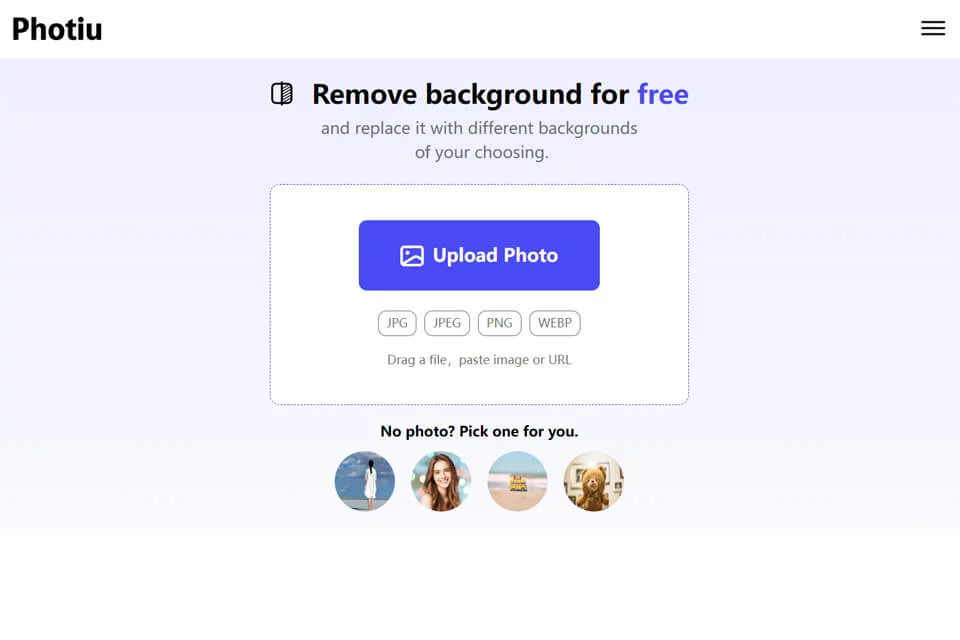 Photiu
Remove background for free
and replace it with different backgrounds
of your choosing.
Upload Photo
JPG JPEG PNG WEBP
Drag a file，paste image or URL
No photo? Pick one for you.